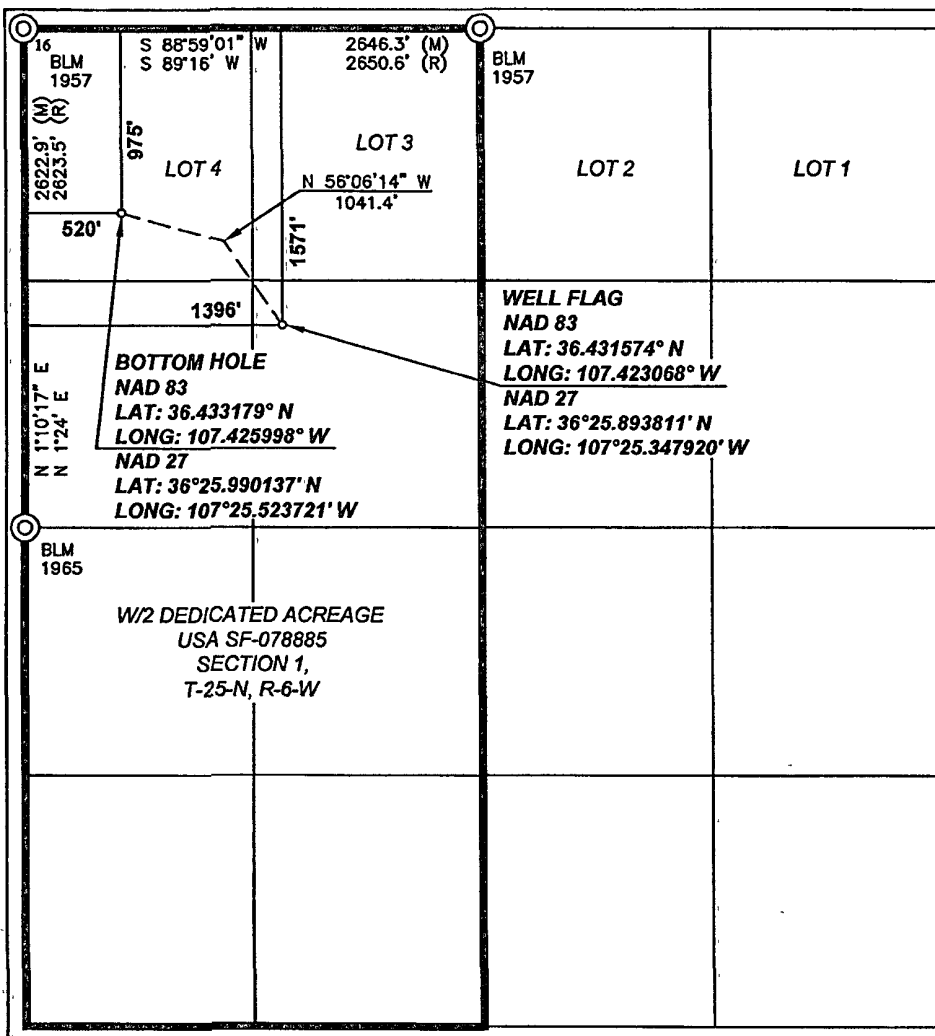 16
S 88°59'01" W
2646.3' (M)
S 89°16' W
2650.6' (R)
BLM
1957
BLM
1957
2622.9' (M)
2623.5' (R)
975'
LOT 4
LOT 3
LOT 2
LOT 1
N 56°06'14" W
1041.4'
520'
1571'
1396'
WELL FLAG
NAD 83
LAT: 36.431574° N
LONG: 107.423068° W
NAD 27
LAT: 36°25.893811' N
LONG: 107°25.347920' W
BOTTOM HOLE
NAD 83
LAT: 36.433179° N
LONG: 107.425998° W
NAD 27
LAT: 36°25.990137' N
LONG: 107°25.523721' W
N 1°10'17" E
N 1°24' E
BLM
1965
W/2 DEDICATED ACREAGE
USA SF-078885
SECTION 1,
T-25-N, R-6-W